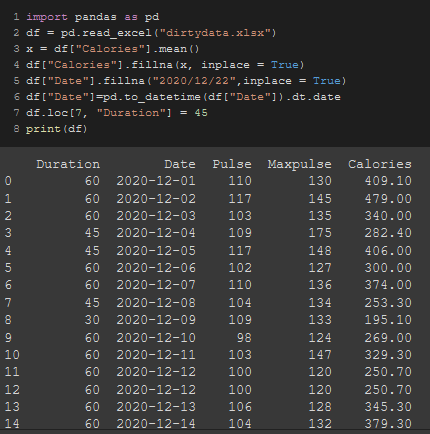 1 import pandas as pd
2 df = pd.read_excel("dirtydata.xlsx")
3 x = df["Calories"].mean()
4 df["Calories"].fillna(x, inplace = True)
5 df["Date"].fillna("2020/12/22",inplace = True)
6 df["Date"]=pd.to_datetime(df["Date"]).dt.date
7 df.loc[7, "Duration"] = 45
8 print(df)
Duration Date Pulse Maxpulse Calories
0 60 2020-12-01 110 130 409.10
1 60 2020-12-02 117 145 479.00
2 60 2020-12-03 103 135 340.00
3 45 2020-12-04 109 175 282.40
4 45 2020-12-05 117 148 406.00
5 60 2020-12-06 102 127 300.00
6 60 2020-12-07 110 136 374.00
7 45 2020-12-08 104 134 253.30
8 30 2020-12-09 109 133 195.10
9 60 2020-12-10 98 124 269.00
10 60 2020-12-11 103 147 329.30
11 60 2020-12-12 100 120 250.70
12 60 2020-12-12 100 120 250.70
13 60 2020-12-13 106 128 345.30
14 60 2020-12-14 104 132 379.30